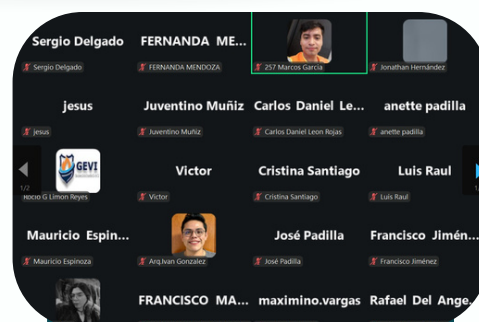 Sergio Delgado
FERNANDA ME...
Sergio Delgado
FERNANDA MENDOZA
257 Marcos Garcia
Jonathan Hernández
jesus
Juventino Muñiz
Carlos Daniel Le...
anette padilla
jesus
Juventino Muñiz
Carlos Daniel Leon Rojas
anette padilla
GEVI
Victor
Cristina Santiago
Luis Raul
1/2
Rocio G Limon Reyes
Victor
Cristina Santiago
Luis Raul
Mauricio Espin...
José Padilla
Francisco Jimén...
Mauricio Espinoza
Arq.Ivan Gonzalez
José Padilla
Francisco Jiménez
FRANCISCO MA...
maximino.vargas
Rafael Del Ange.